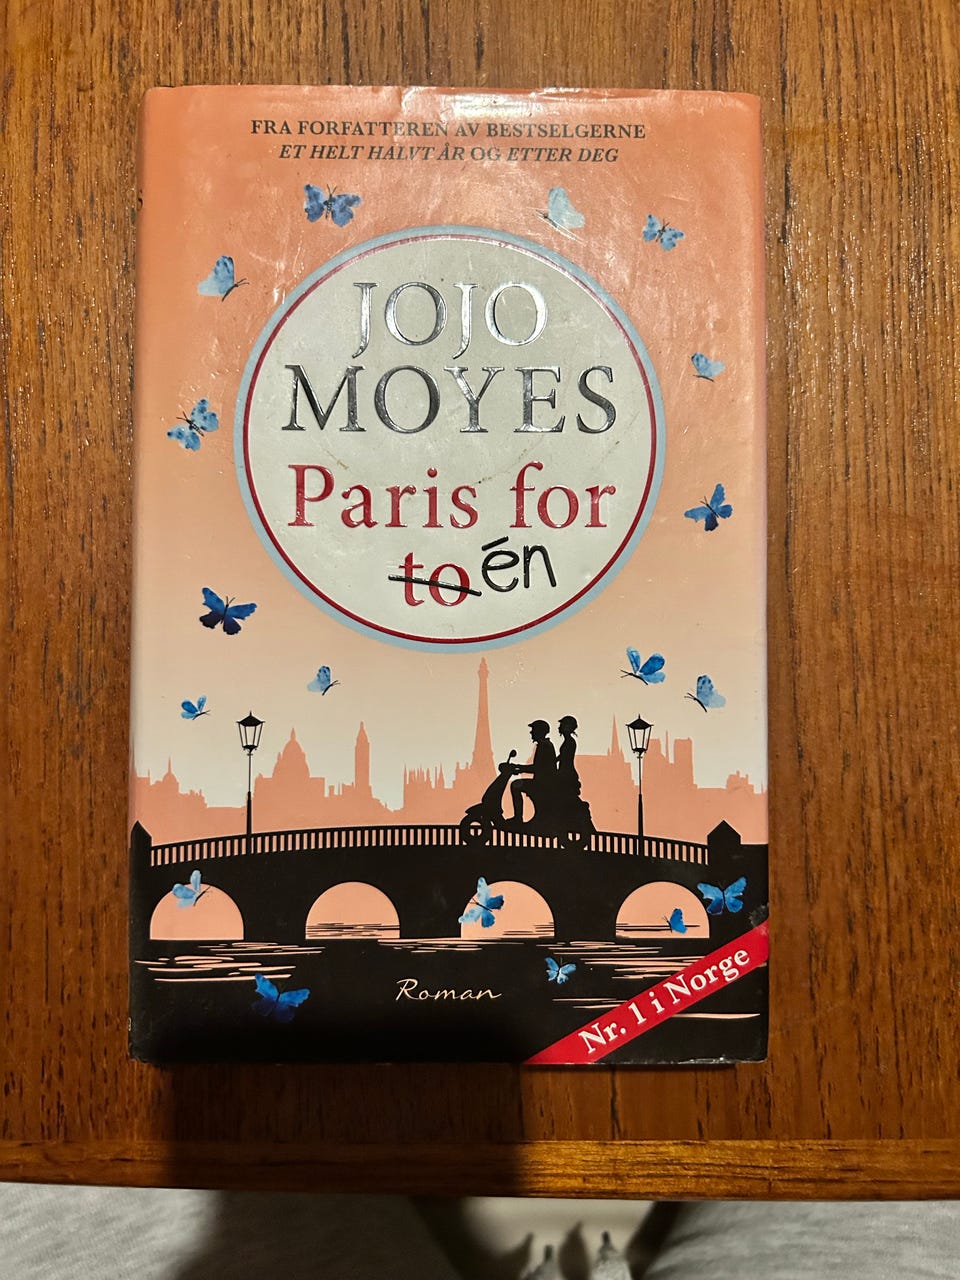 FRA FORFATTEREN AV BESTSELGERNE
ET HELT HALVT ÅR OG ETTER DEG
JOJO
MOYES
Paris for
to én
Roman
Nr. 1 i Norge